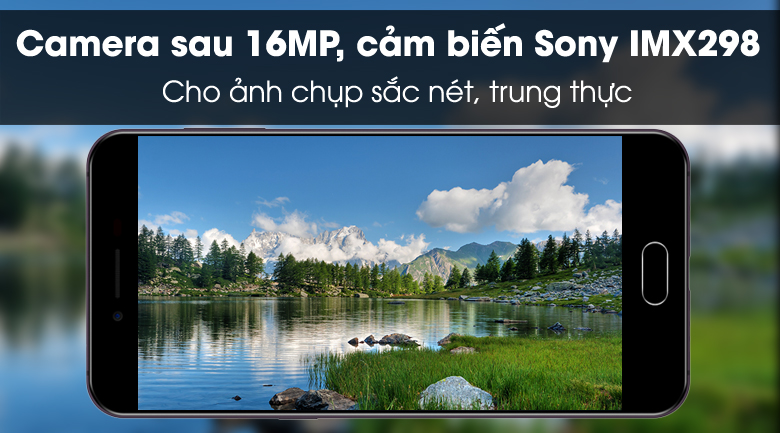 Camera sau 16MP, cảm biến Sony IMX298
Cho ảnh chụp sắc nét, trung thực